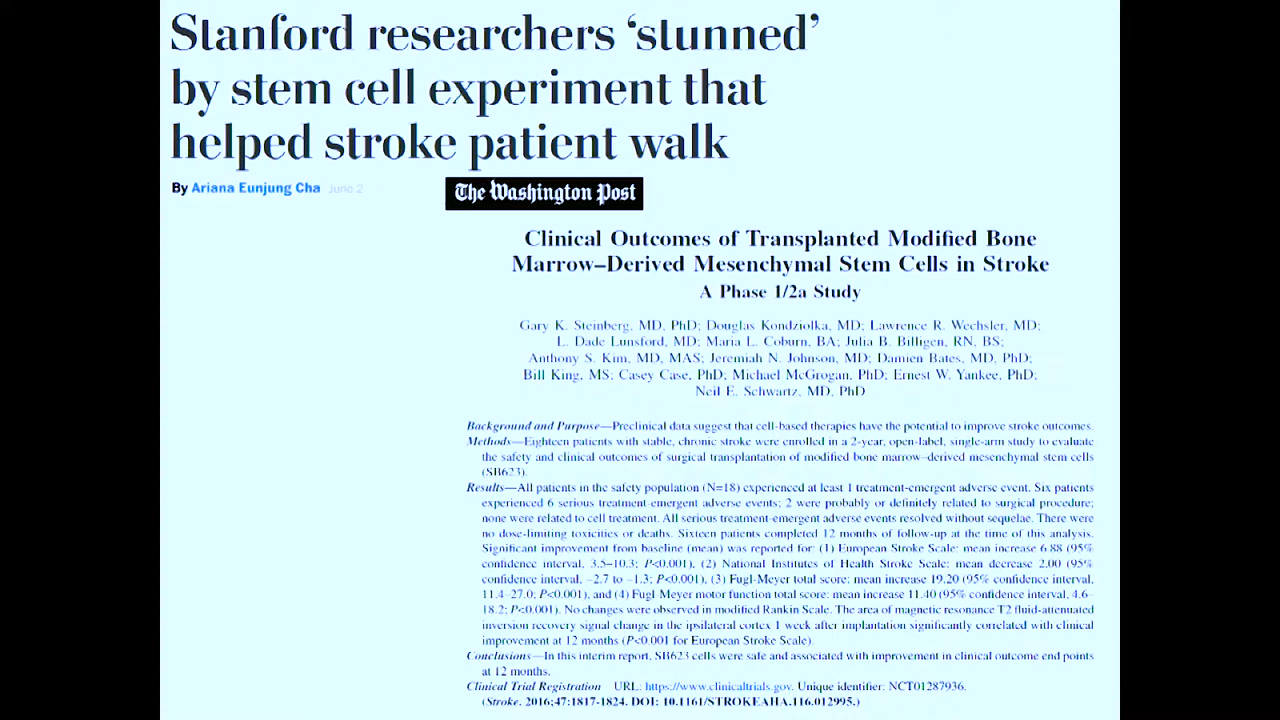 Stanford researchers ‘stunned’
by stem cell experiment that
helped stroke patient walk
By Ariana Eunjung Cha June 2
The Washington Post
Clinical Outcomes of Transplanted Modified Bone
Marrow–Derived Mesenchymal Stem Cells in Stroke
A Phase 1/2a Study
Gary K. Steinberg, MD, PhD; Douglas Kondziolka, MD; Lawrence R. Wechsler, MD;
L. Dade Lunsford, MD; Maria L. Coburn, BA; Julia B. Billigen, RN, BS;
Anthony S. Kim, MD, MAS; Jeremiah N. Johnson, MD; Damien Bates, MD, PhD;
Bill King, MS; Casey Case, PhD; Michael McGrogan, PhD; Ernest W. Yankee, PhD;
Neil E. Schwartz, MD, PhD
Background and Purpose—Preclinical data suggest that cell-based therapies have the potential to improve stroke outcomes.
Methods—Eighteen patients with stable, chronic stroke were enrolled in a 2-year, open-label, single-arm study to evaluate
the safety and clinical outcomes of surgical transplantation of modified bone marrow–derived mesenchymal stem cells
(SB623).
Results—All patients in the safety population (N=18) experienced at least 1 treatment-emergent adverse event. Six patients
experienced 6 serious treatment-emergent adverse events; 2 were probably or definitely related to surgical procedure;
none were related to cell treatment. All serious treatment-emergent adverse events resolved without sequelae. There were
no dose-limiting toxicities or deaths. Sixteen patients completed 12 months of follow-up at the time of this analysis.
Significant improvement from baseline (mean) was reported for: (1) European Stroke Scale: mean increase 6.88 (95%
confidence interval, 3.5–10.3; P<0.001), (2) National Institutes of Health Stroke Scale: mean decrease 2.00 (95%
confidence interval, −2.7 to −1.3; P<0.001), (3) Fugl-Meyer total score: mean increase 19.20 (95% confidence interval,
11.4–27.0; P<0.001), and (4) Fugl-Meyer motor function total score: mean increase 11.40 (95% confidence interval, 4.6–
18.2; P<0.001). No changes were observed in modified Rankin Scale. The area of magnetic resonance T2 fluid-attenuated
inversion recovery signal change in the ipsilateral cortex 1 week after implantation significantly correlated with clinical
improvement at 12 months (P<0.001 for European Stroke Scale).
Conclusions—In this interim report, SB623 cells were safe and associated with improvement in clinical outcome end points
at 12 months.
Clinical Trial Registration URL: https://www.clinicaltrials.gov. Unique identifier: NCT01287936.
(Stroke. 2016;47:1817-1824. DOI: 10.1161/STROKEAHA.116.012995.)